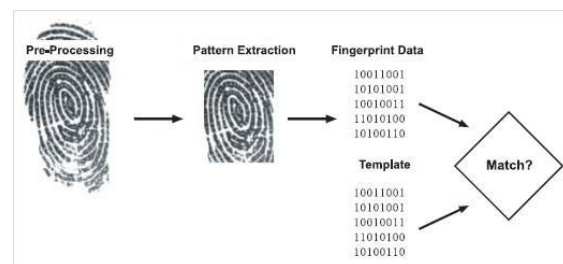 Pre-Processing
Pattern Extraction
Fingerprint Data
10011001
10101001
10010011
11010100
10100110
Template
10011001
10101001
10010011
11010100
10100110
Match?